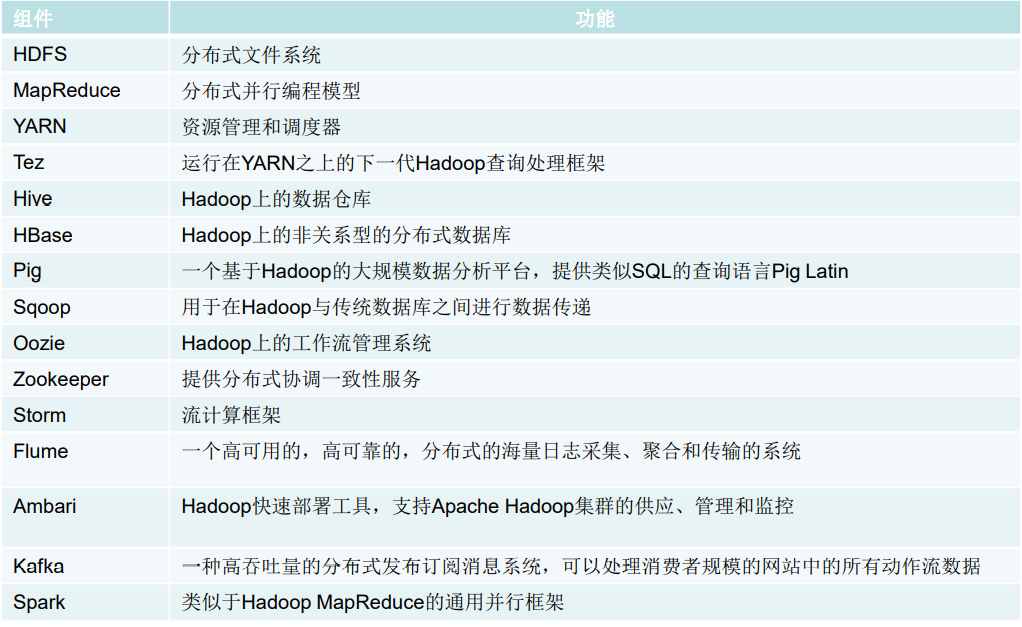 组件 功能
HDFS 分布式文件系统
MapReduce 分布式并行编程模型
YARN 资源管理和调度器
Tez 运行在YARN之上的下一代Hadoop查询处理框架
Hive Hadoop上的数据仓库
HBase Hadoop上的非关系型的分布式数据库
Pig 一个基于Hadoop的大规模数据分析平台，提供类似SQL的查询语言Pig Latin
Sqoop 用于在Hadoop与传统数据库之间进行数据传递
Oozie Hadoop上的工作流管理系统
Zookeeper 提供分布式协调一致性服务
Storm 流计算框架
Flume 一个高可用的，高可靠的，分布式的海量日志采集、聚合和传输的系统
Ambari Hadoop快速部署工具，支持Apache Hadoop集群的供应、管理和监控
Kafka 一种高吞吐量的分布式发布订阅消息系统，可以处理消费者规模的网站中的所有动作流数据
Spark 类似于Hadoop MapReduce的通用并行框架